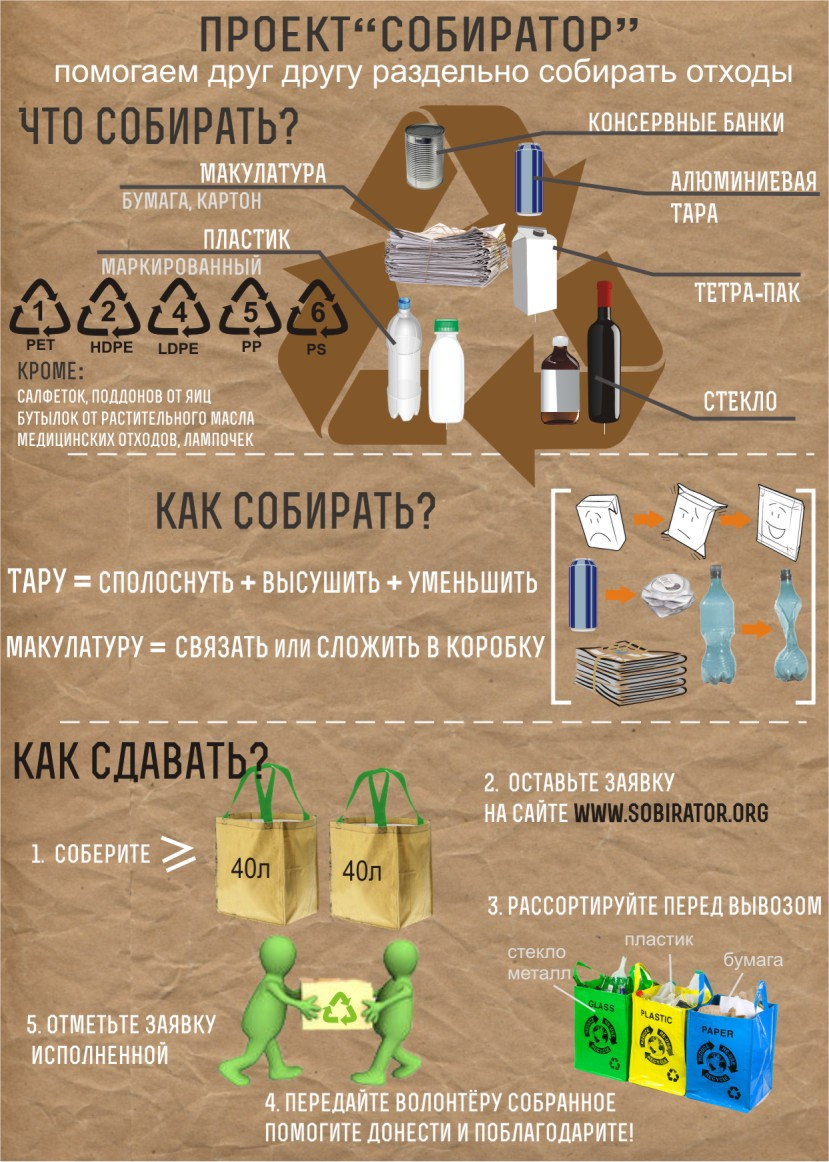 ПРОЕКТ“СОБИРАТОР”
помогаем друг другу раздельно собирать отходы
ЧТО СОБИРАТЬ?
КОНСЕРВНЫЕ БАНКИ
МАКУЛАТУРА
БУМАГА, КАРТОН
АЛЮМИНИЕВАЯ
ТАРА
ПЛАСТИК
МАРКИРОВАННЫЙ
ТЕТРА-ПАК
1 2 4 5 6
PET HDPE LDPE PP PS
КРОМЕ:
САЛФЕТОК, ПОДДОНОВ ОТ ЯИЦ
БУТЫЛОК ОТ РАСТИТЕЛЬНОГО МАСЛА
МЕДИЦИНСКИХ ОТХОДОВ, ЛАМПОЧЕК
СТЕКЛО
КАК СОБИРАТЬ?
ТАРУ = СПОЛОСНУТЬ + ВЫСУШИТЬ + УМЕНЬШИТЬ
МАКУЛАТУРУ = СВЯЗАТЬ или СЛОЖИТЬ В КОРОБКУ
КАК СДАВАТЬ?
1. СОБЕРИТЕ ≥
40л 40л
2. ОСТАВЬТЕ ЗАЯВКУ
НА САЙТЕ WWW.SOBIRATOR.ORG
3. РАССОРТИРУЙТЕ ПЕРЕД ВЫВОЗОМ
стекло
металл
пластик
бумага
GLASS
PLASTIC
PAPER
5. ОТМЕТЬТЕ ЗАЯВКУ
ИСПОЛНЕННОЙ
4. ПЕРЕДАЙТЕ ВОЛОНТЁРУ СОБРАННОЕ
ПОМОГИТЕ ДОНЕСТИ И ПОБЛАГОДАРИТЕ!